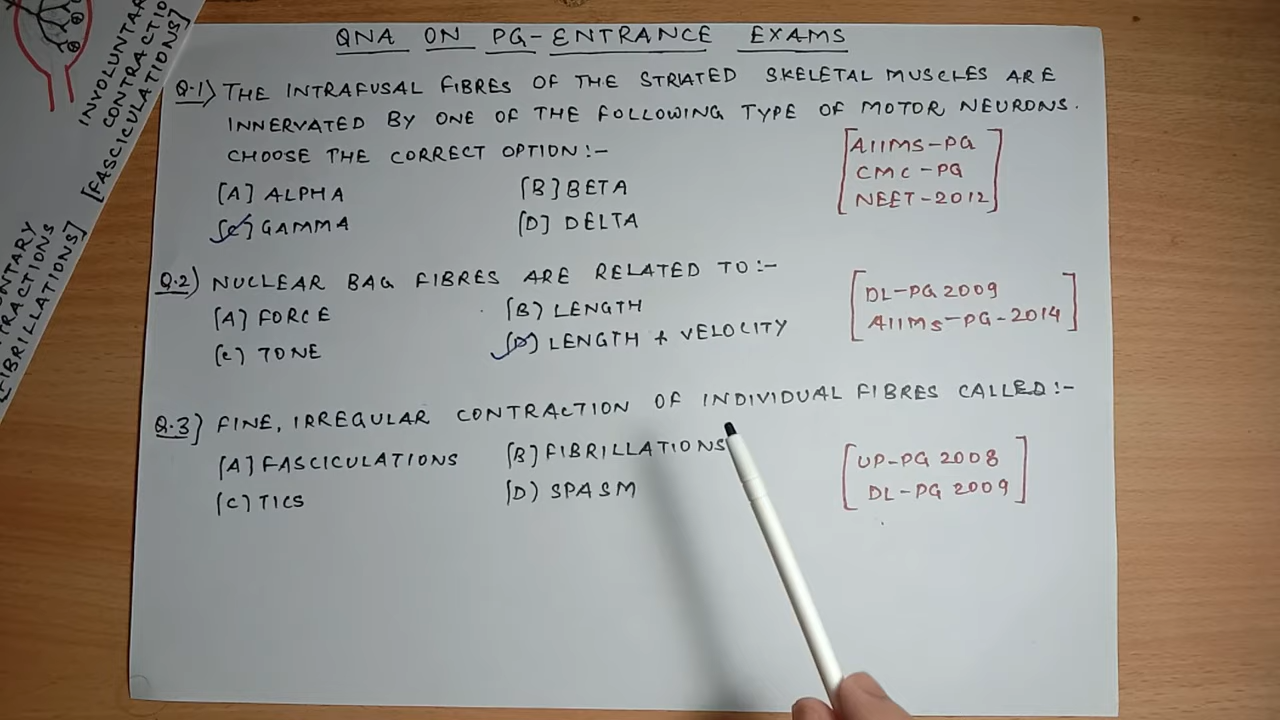 INVOLUNTAR
CONTRACTIO
[FASCICULATIONS]
NTARY
TRACTIONS
FIBRILLATIONS]
QNA ON PG-ENTRANCE EXAMS
Q.1) THE INTRAFUSAL FIBRES OF THE STRIATED SKELETAL MUSCLES ARE
INNERVATED BY ONE OF THE FOLLOWING TYPE OF MOTOR NEURONS.
CHOOSE THE CORRECT OPTION:-
[AIIMS-PG
CMC-PG
NEET-2012]
[A] ALPHA [B] BETA
[C] GAMMA [D] DELTA
Q.2) NUCLEAR BAG FIBRES ARE RELATED TO:-
[DL-PG 2009
AIIMS-PG-2014]
[A] FORCE [B] LENGTH
[C] TONE [D] LENGTH + VELOCITY
Q.3) FINE, IRREGULAR CONTRACTION OF INDIVIDUAL FIBRES CALLED:-
[A] FASCICULATIONS [B] FIBRILLATIONS
[C] TICS [D] SPASM
[UP-PG 2008
DL-PG 2009]